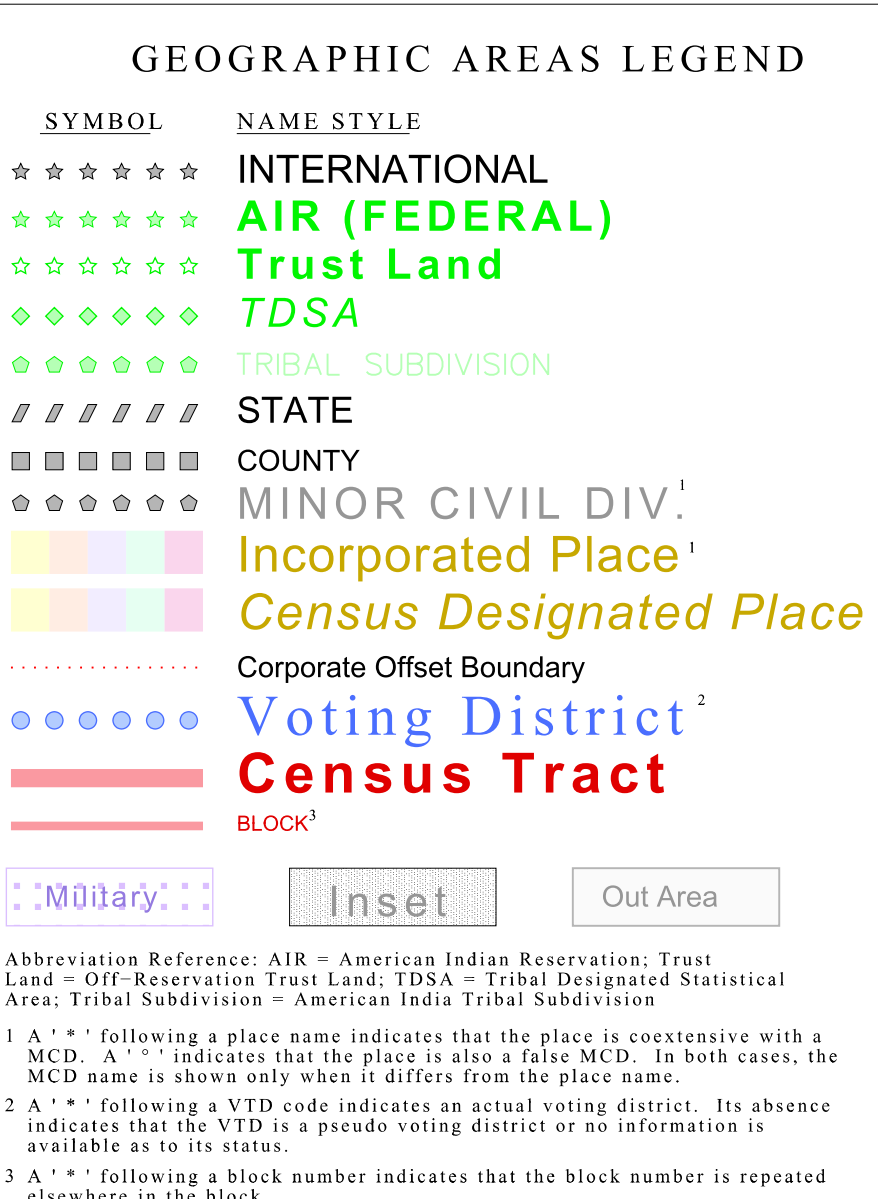 GEOGRAPHIC AREAS LEGEND
SYMBOL NAME STYLE
INTERNATIONAL
AIR (FEDERAL)
Trust Land
TDSA
TRIBAL SUBDIVISION
STATE
COUNTY
MINOR CIVIL DIV.¹
Incorporated Place ¹
Census Designated Place
Corporate Offset Boundary
Voting District ²
Census Tract
BLOCK³
Military Inset Out Area
Abbreviation Reference: AIR = American Indian Reservation; Trust
Land = Off−Reservation Trust Land; TDSA = Tribal Designated Statistical
Area; Tribal Subdivision = American India Tribal Subdivision
1 A ' * ' following a place name indicates that the place is coextensive with a
MCD. A ' ° ' indicates that the place is also a false MCD. In both cases, the
MCD name is shown only when it differs from the place name.
2 A ' * ' following a VTD code indicates an actual voting district. Its absence
indicates that the VTD is a pseudo voting district or no information is
available as to its status.
3 A ' * ' following a block number indicates that the block number is repeated
elsewhere in the block.